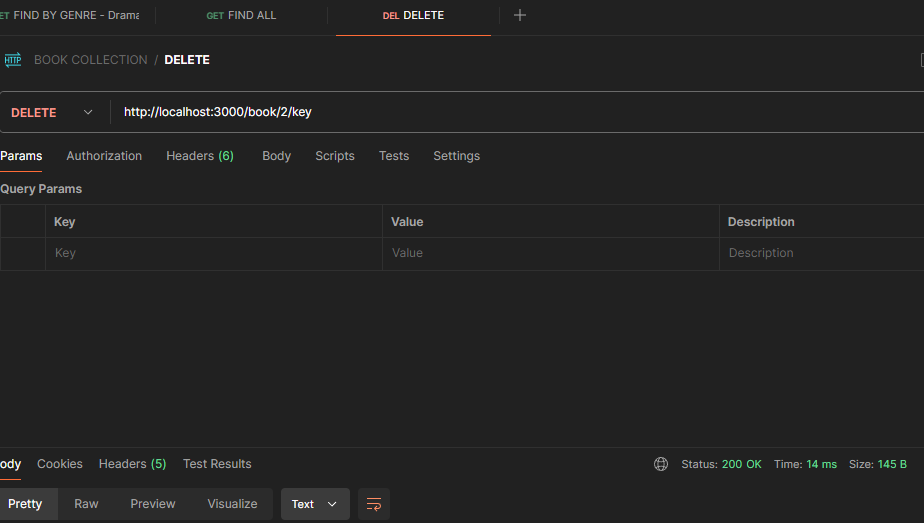 ET FIND BY GENRE - Drama GET FIND ALL DEL DELETE
HTTP BOOK COLLECTION / DELETE
DELETE http://localhost:3000/book/2/key
Params Authorization Headers (6) Body Scripts Tests Settings
Query Params
Key Value Description
Key Value Description
ody Cookies Headers (5) Test Results Status: 200 OK Time: 14 ms Size: 145 B
Pretty Raw Preview Visualize Text